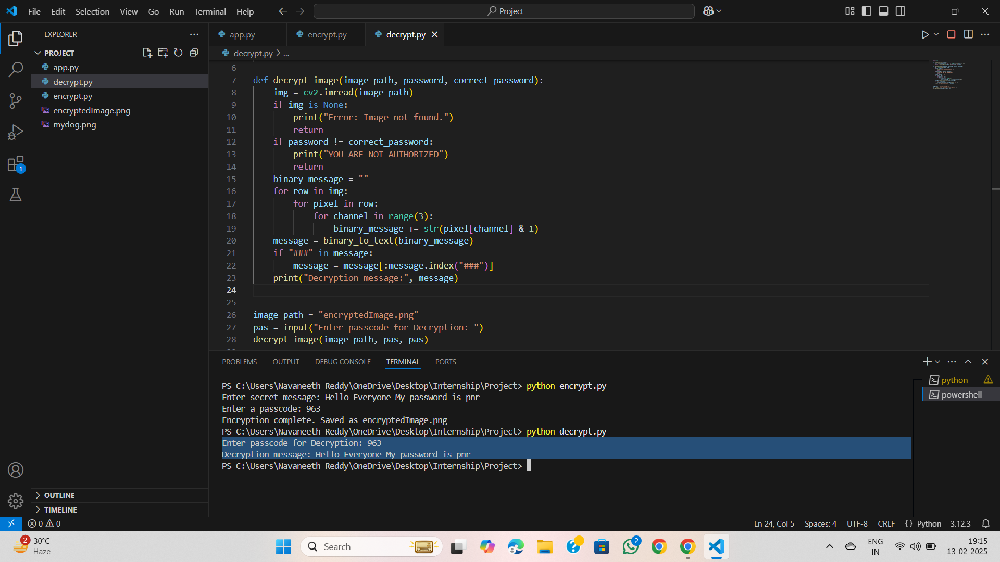 File Edit Selection View Go Run Terminal Help
Project
EXPLORER
PROJECT
app.py
decrypt.py
encrypt.py
encryptedImage.png
mydog.png
1
OUTLINE
TIMELINE
app.py encrypt.py decrypt.py
decrypt.py > ...
6
7 def decrypt_image(image_path, password, correct_password):
8 img = cv2.imread(image_path)
9 if img is None:
10 print("Error: Image not found.")
11 return
12 if password != correct_password:
13 print("YOU ARE NOT AUTHORIZED")
14 return
15 binary_message = ""
16 for row in img:
17 for pixel in row:
18 for channel in range(3):
19 binary_message += str(pixel[channel] & 1)
20 message = binary_to_text(binary_message)
21 if "###" in message:
22 message = message[:message.index("###")]
23 print("Decryption message:", message)
24
25
26 image_path = "encryptedImage.png"
27 pas = input("Enter passcode for Decryption: ")
28 decrypt_image(image_path, pas, pas)
PROBLEMS OUTPUT DEBUG CONSOLE TERMINAL PORTS
python
powershell
PS C:\Users\Navaneeth Reddy\OneDrive\Desktop\Internship\Project> python encrypt.py
Enter secret message: Hello Everyone My password is pnr
Enter a passcode: 963
Encryption complete. Saved as encryptedImage.png
PS C:\Users\Navaneeth Reddy\OneDrive\Desktop\Internship\Project> python decrypt.py
Enter passcode for Decryption: 963
Decryption message: Hello Everyone My password is pnr
PS C:\Users\Navaneeth Reddy\OneDrive\Desktop\Internship\Project>
0 0 Ln 24, Col 5 Spaces: 4 UTF-8 CRLF {} Python 3.12.3
2 30°C
Haze
Search
2
ENG
IN
19:15
13-02-2025